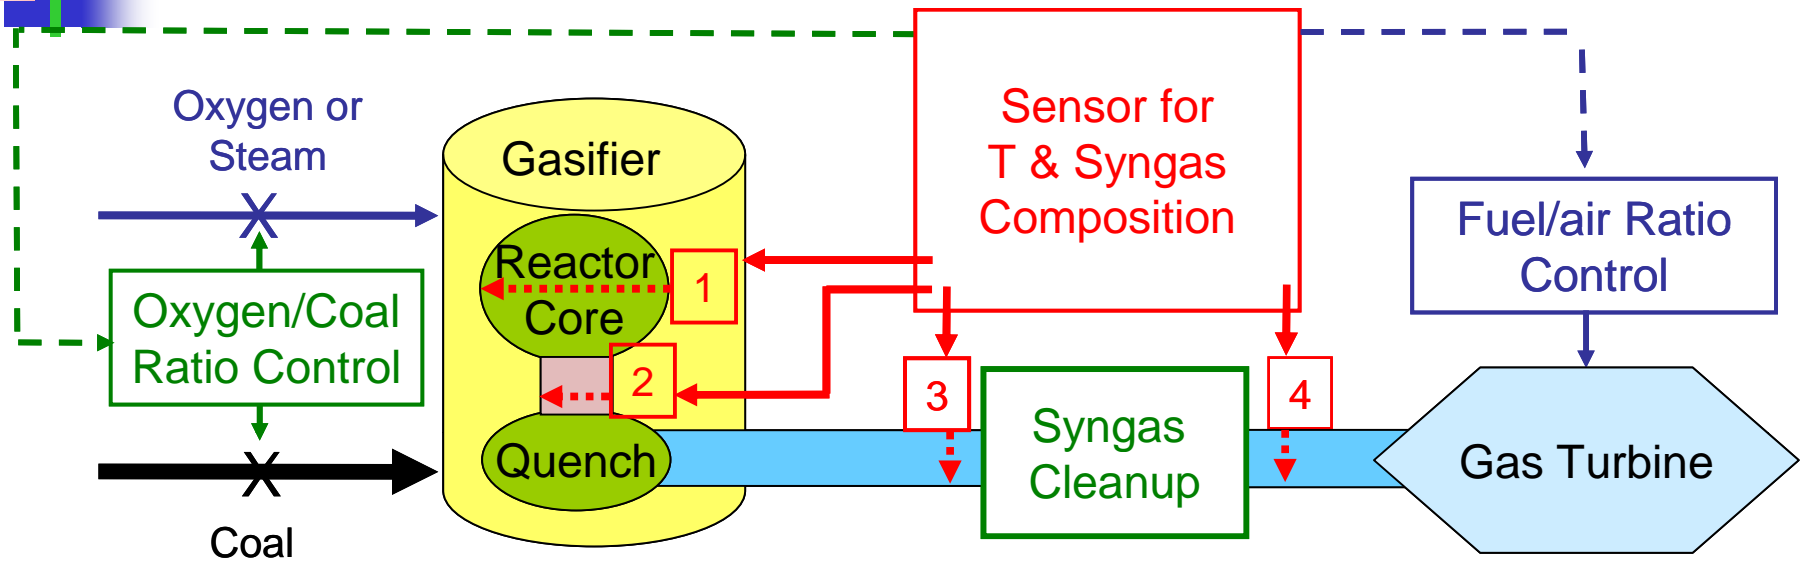 Oxygen or
Steam
X
Gasifier
Sensor for
T & Syngas
Composition
Fuel/air Ratio
Control
Reactor
Core
1
Oxygen/Coal
Ratio Control
2
3
4
Syngas
Cleanup
Quench
Gas Turbine
X
Coal